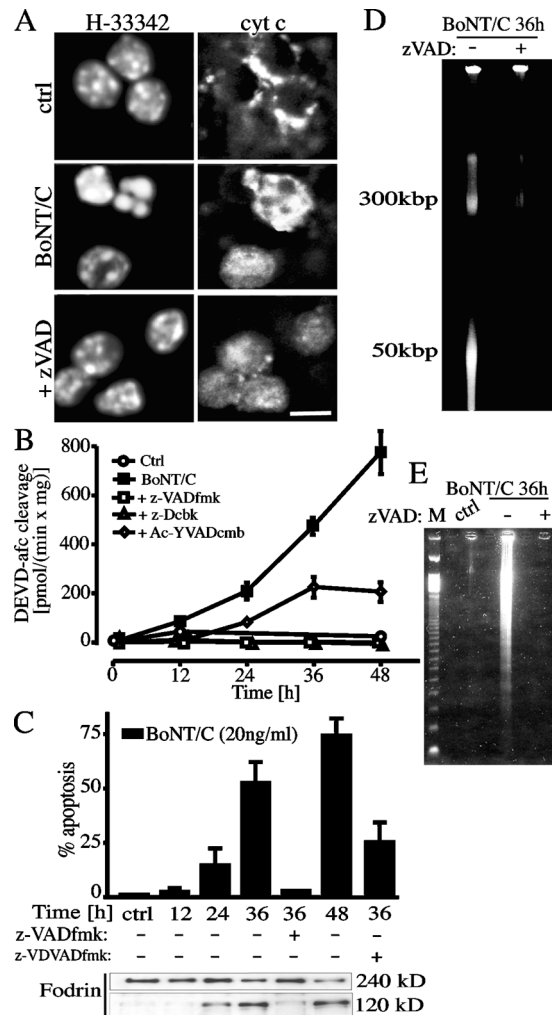 A
H-33342 cyt c
ctrl
BoNT/C
+ zVAD
D
BoNT/C 36h
zVAD: - +
300kbp
50kbp
B
800
600
400
200
0
DEVD-afc cleavage
[pmol/(min x mg)]
Ctrl
BoNT/C
+ z-VADfmk
+ z-Dcbk
+ Ac-YVADcmb
0 12 24 36 48
Time [h]
E
BoNT/C 36h
zVAD: M ctrl - +
C
BoNT/C (20ng/ml)
% apoptosis
75
50
25
0
Time [h] ctrl 12 24 36 36 48 36
z-VADfmk: - - - - + - -
z-VDVADfmk: - - - - - - +
Fodrin
240 kD
120 kD